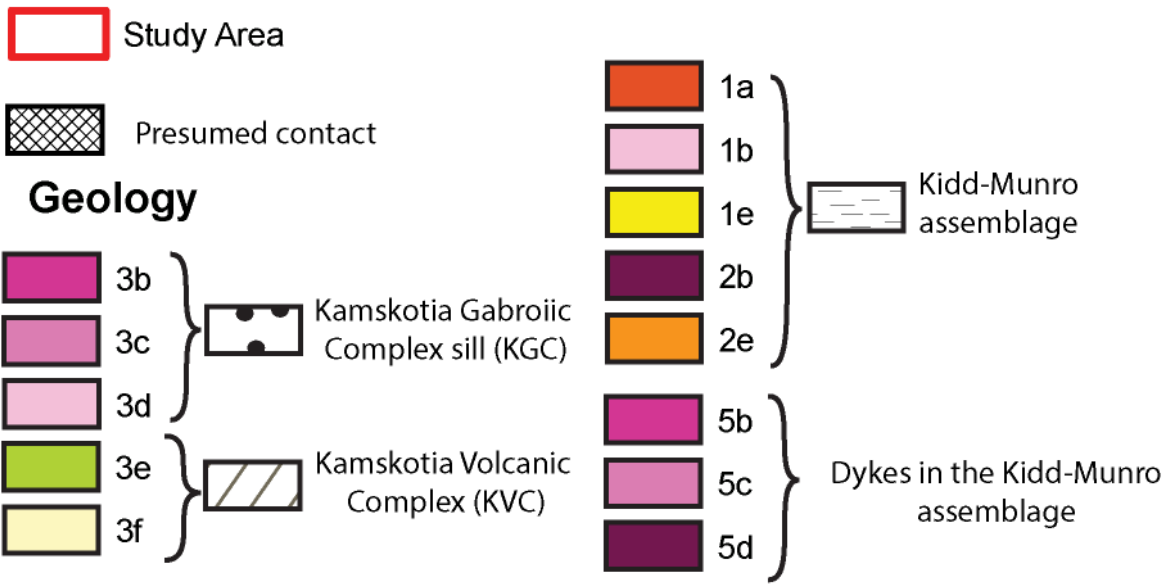 Study Area
Presumed contact
Geology
3b
3c
3d
Kamskotia Gabroiic
Complex sill (KGC)
3e
3f
Kamskotia Volcanic
Complex (KVC)
1a
1b
1e
2b
2e
Kidd-Munro
assemblage
5b
5c
5d
Dykes in the Kidd-Munro
assemblage